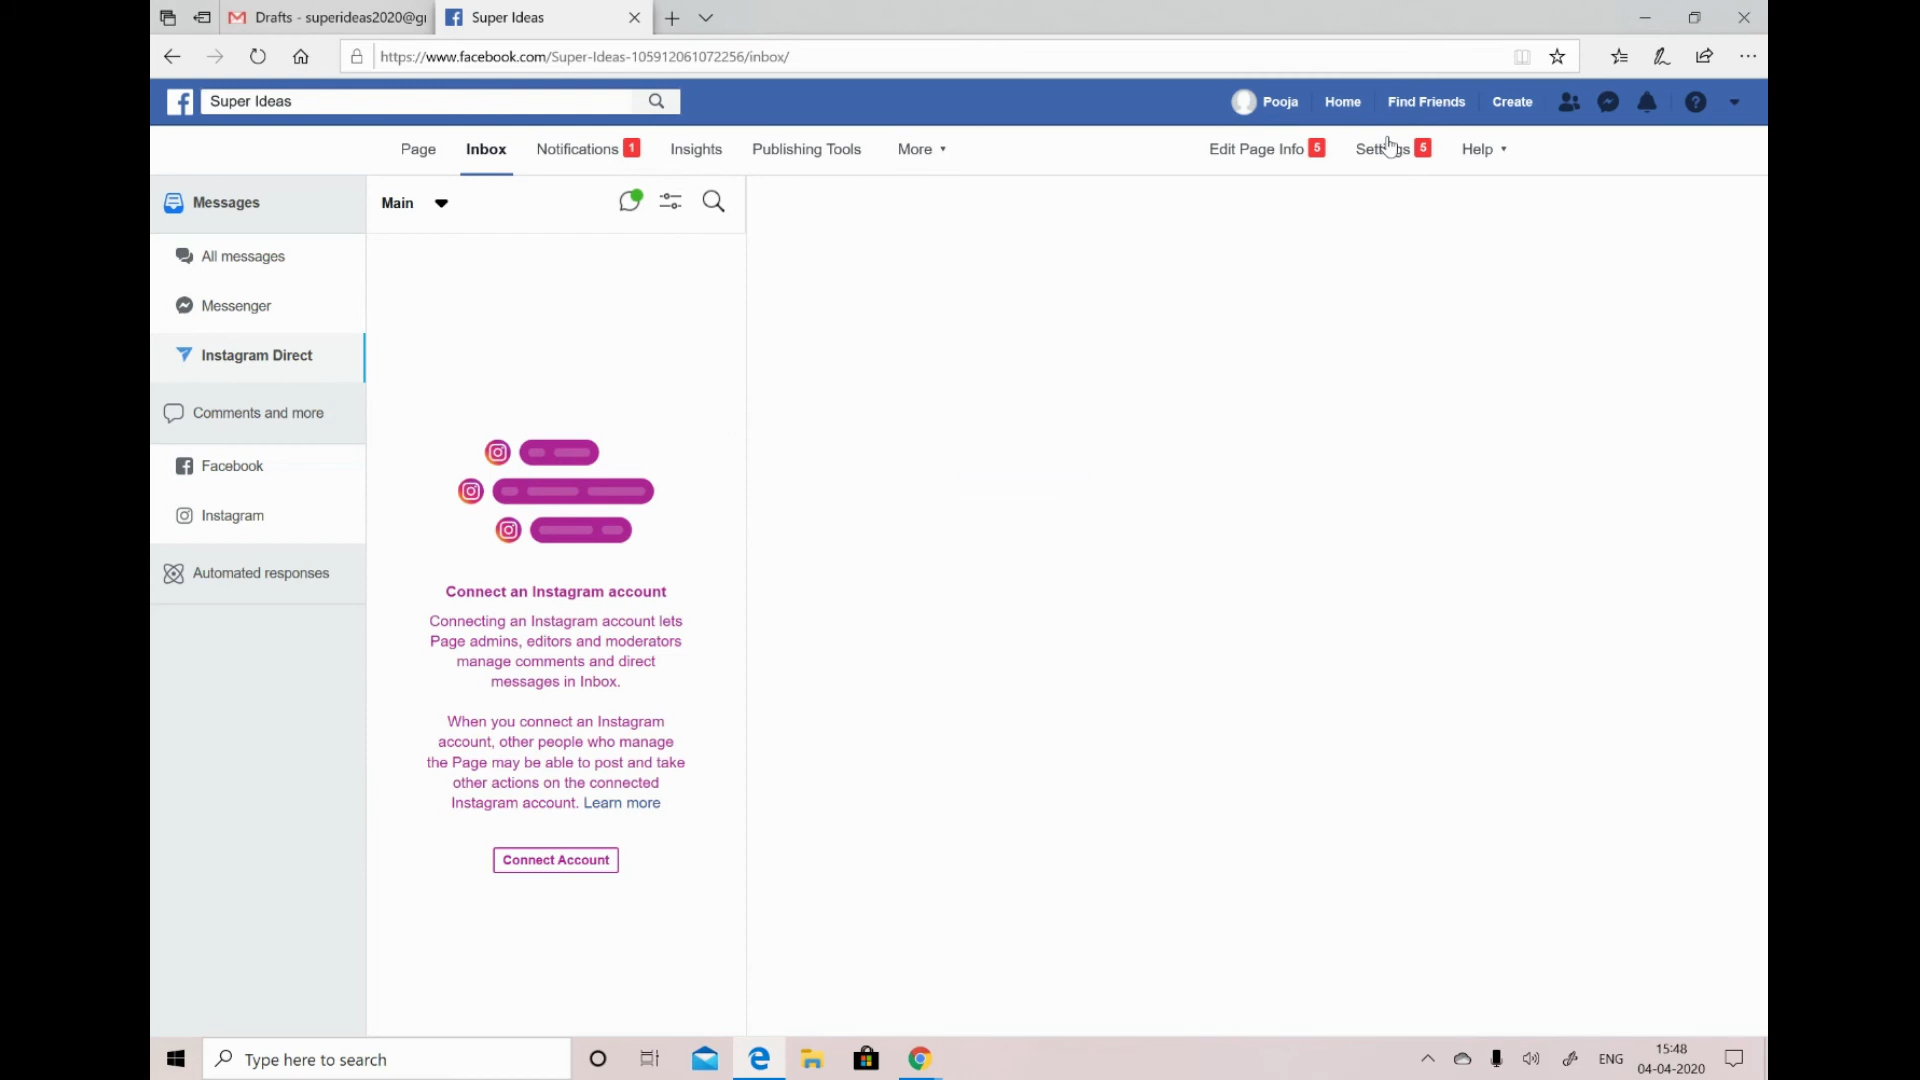 Drafts - superideas2020@g
Super Ideas
https://www.facebook.com/Super-Ideas-105912061072256/inbox/
Super Ideas
Pooja
Home
Find Friends
Create
Page
Inbox
Notifications 1
Insights
Publishing Tools
More
Edit Page Info 5
Settings 5
Help
Messages
Main
All messages
Messenger
Instagram Direct
Comments and more
Facebook
Instagram
Automated responses
Connect an Instagram account
Connecting an Instagram account lets
Page admins, editors and moderators
manage comments and direct
messages in Inbox.
When you connect an Instagram
account, other people who manage
the Page may be able to post and take
other actions on the connected
Instagram account. Learn more
Connect Account
Type here to search
ENG
15:48
04-04-2020